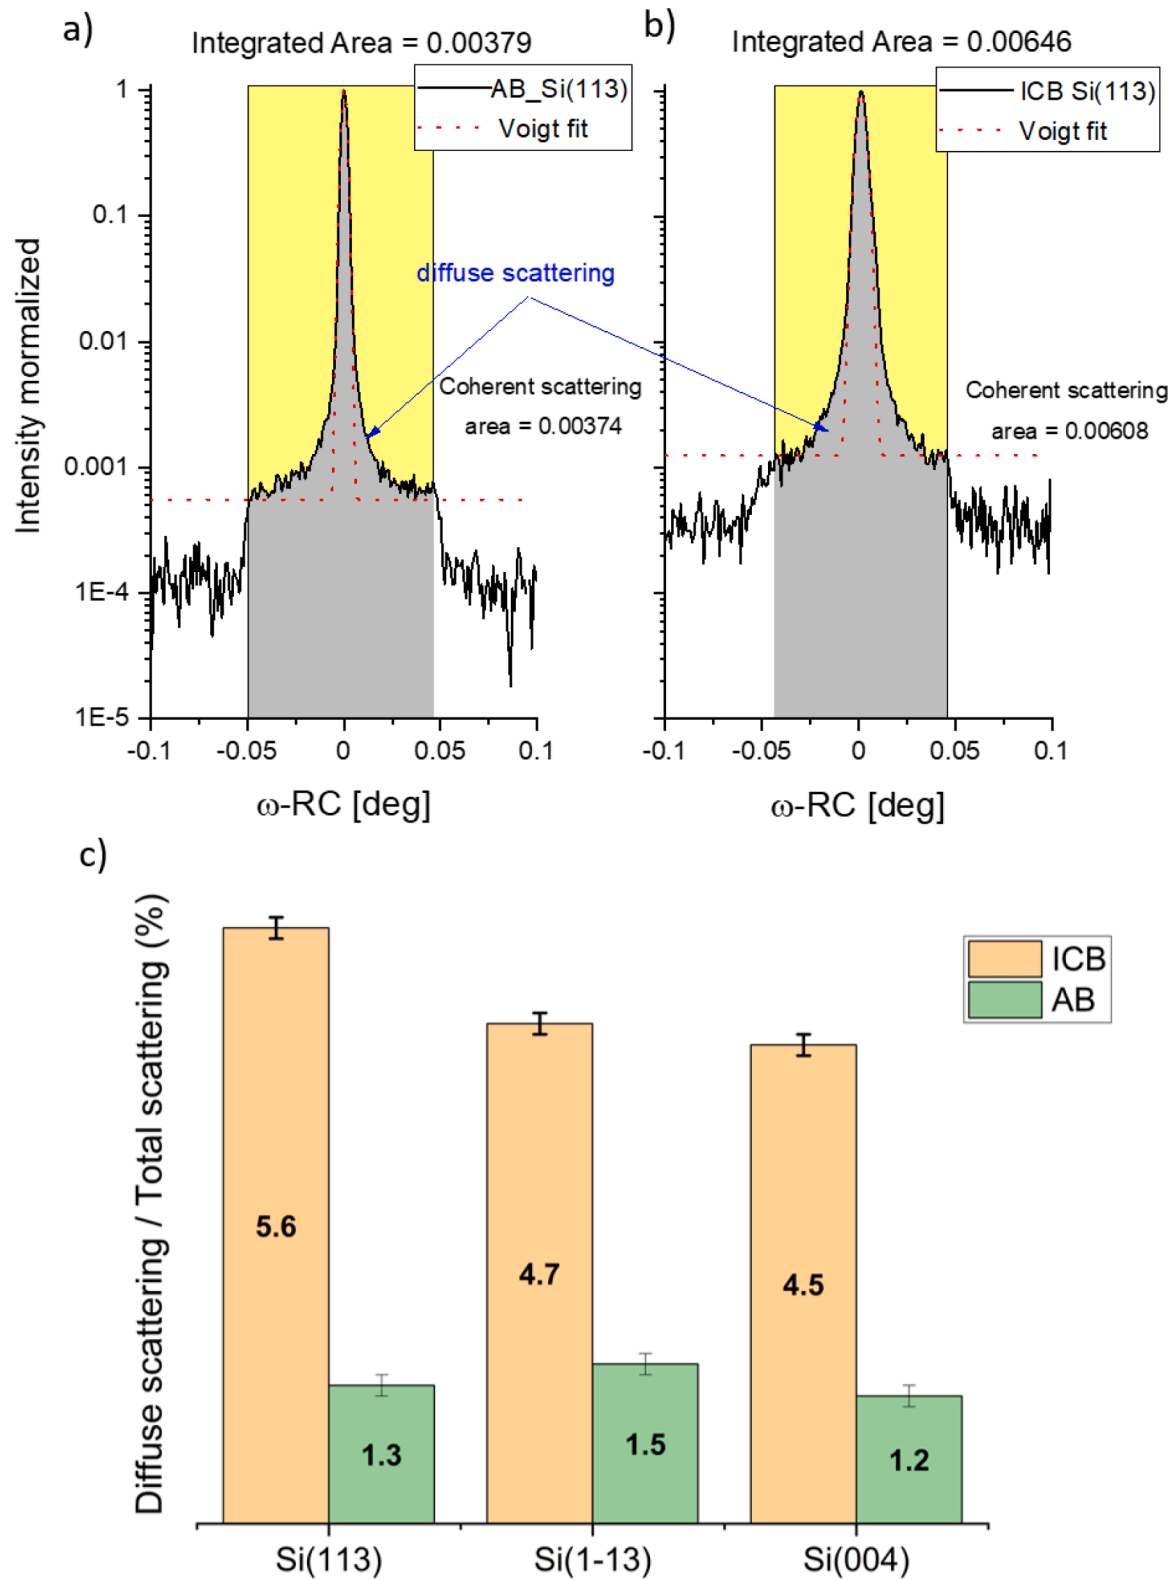 a)
Integrated Area = 0.00379
AB_Si(113)
Voigt fit
1
0.1
0.01
0.001
1E-4
1E-5
Intensity mormalized
diffuse scattering
Coherent scattering
area = 0.00374
-0.1
-0.05
0
0.05
0.1
ω-RC [deg]
b)
Integrated Area = 0.00646
ICB Si(113)
Voigt fit
Coherent scattering
area = 0.00608
-0.1
-0.05
0
0.05
0.1
ω-RC [deg]
c)
Diffuse scattering / Total scattering (%)
ICB
AB
5.6
1.3
4.7
1.5
4.5
1.2
Si(113)
Si(1-13)
Si(004)